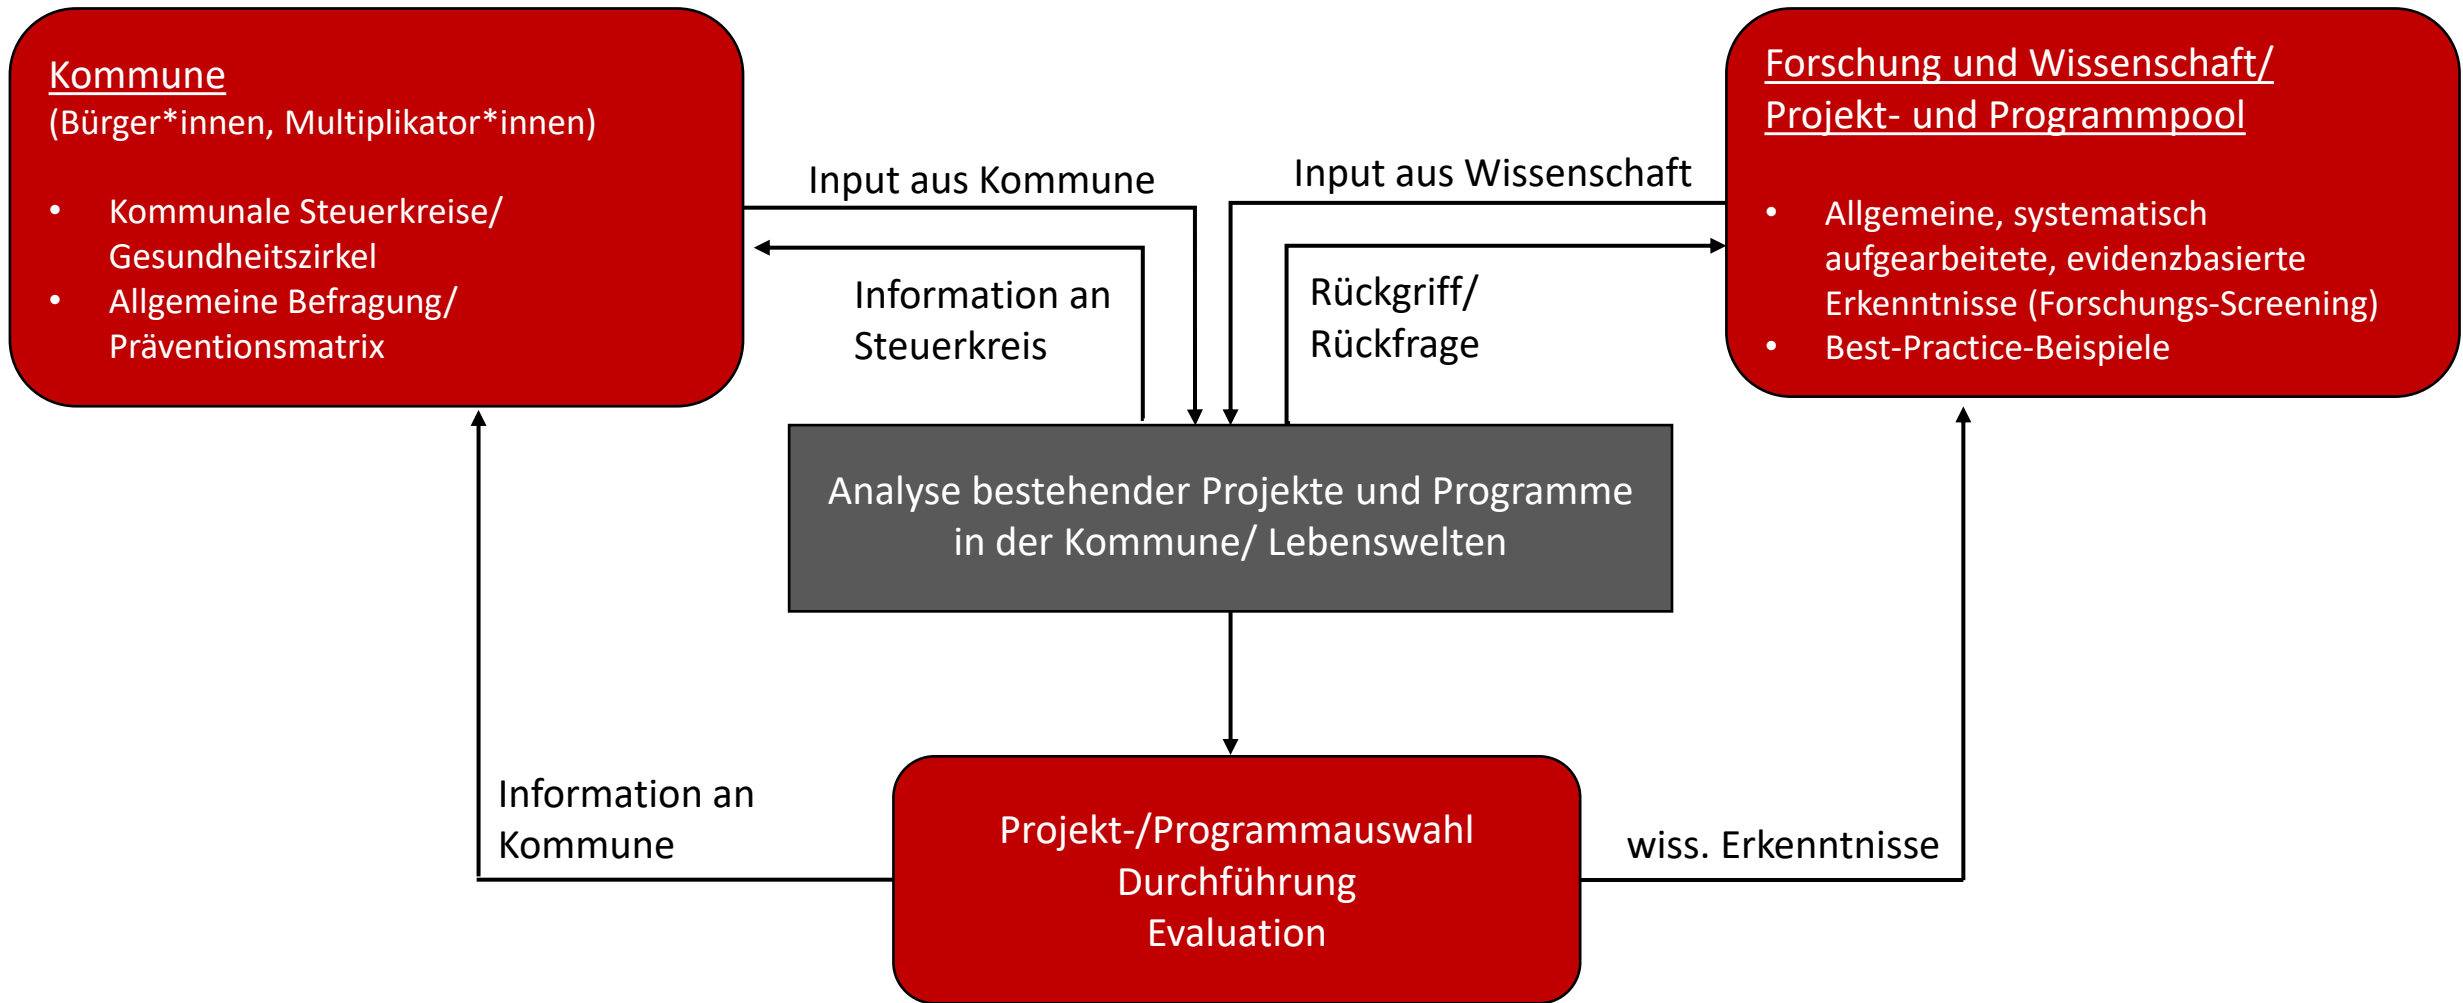 Kommune
(Bürger*innen, Multiplikator*innen)
• Kommunale Steuerkreise/
Gesundheitszirkel
• Allgemeine Befragung/
Präventionsmatrix
Input aus Kommune
Information an
Steuerkreis
Input aus Wissenschaft
Rückgriff/
Rückfrage
Forschung und Wissenschaft/
Projekt- und Programmpool
• Allgemeine, systematisch
aufgearbeitete, evidenzbasierte
Erkenntnisse (Forschungs-Screening)
• Best-Practice-Beispiele
Analyse bestehender Projekte und Programme
in der Kommune/ Lebenswelten
Information an
Kommune
Projekt-/Programmauswahl
Durchführung
Evaluation
wiss. Erkenntnisse